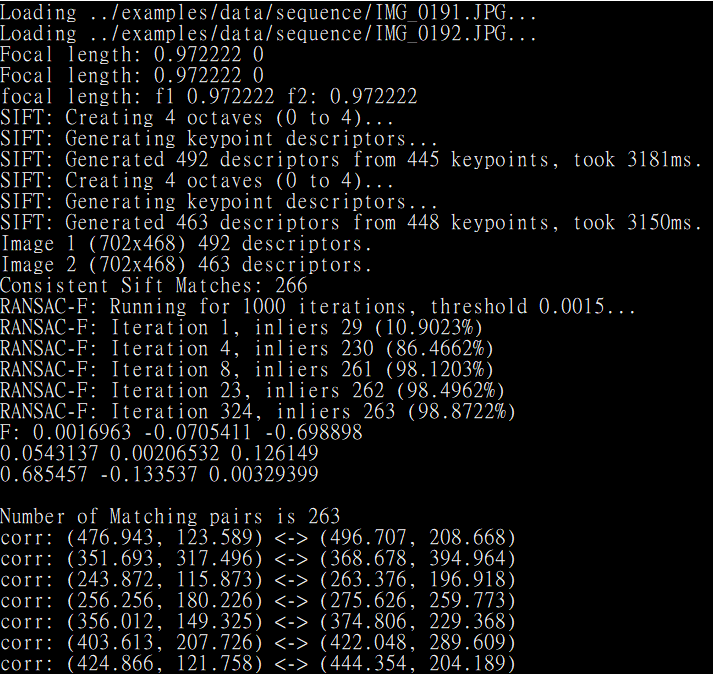 Loading ../examples/data/sequence/IMG_0191.JPG...
Loading ../examples/data/sequence/IMG_0192.JPG...
Focal length: 0.972222 0
Focal length: 0.972222 0
focal length: f1 0.972222 f2: 0.972222
SIFT: Creating 4 octaves (0 to 4)...
SIFT: Generating keypoint descriptors...
SIFT: Generated 492 descriptors from 445 keypoints, took 3181ms.
SIFT: Creating 4 octaves (0 to 4)...
SIFT: Generating keypoint descriptors...
SIFT: Generated 463 descriptors from 448 keypoints, took 3150ms.
Image 1 (702x468) 492 descriptors.
Image 2 (702x468) 463 descriptors.
Consistent Sift Matches: 266
RANSAC-F: Running for 1000 iterations, threshold 0.0015...
RANSAC-F: Iteration 1, inliers 29 (10.9023%)
RANSAC-F: Iteration 4, inliers 230 (86.4662%)
RANSAC-F: Iteration 8, inliers 261 (98.1203%)
RANSAC-F: Iteration 23, inliers 262 (98.4962%)
RANSAC-F: Iteration 324, inliers 263 (98.8722%)
F: 0.0016963 -0.0705411 -0.698898
0.0543137 0.00206532 0.126149
0.685457 -0.133537 0.00329399
Number of Matching pairs is 263
corr: (476.943, 123.589) <-> (496.707, 208.668)
corr: (351.693, 317.496) <-> (368.678, 394.964)
corr: (243.872, 115.873) <-> (263.376, 196.918)
corr: (256.256, 180.226) <-> (275.626, 259.773)
corr: (356.012, 149.325) <-> (374.806, 229.368)
corr: (403.613, 207.726) <-> (422.048, 289.609)
corr: (424.866, 121.758) <-> (444.354, 204.189)